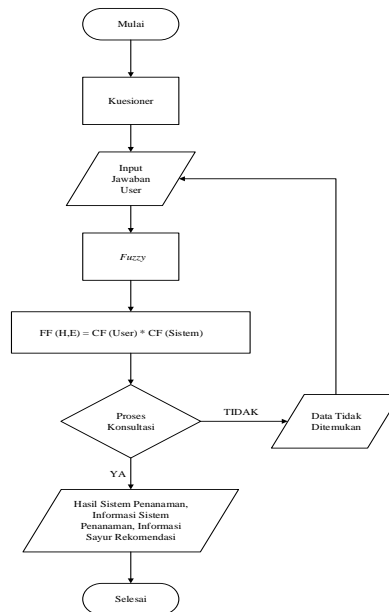 Mulai
Kuesioner
Input
Jawaban
User
Fuzzy
FF (H,E) = CF (User) * CF (Sistem)
Proses
Konsultasi
TIDAK
Data Tidak
Ditemukan
YA
Hasil Sistem Penanaman,
Informasi Sistem
Penanaman, Informasi
Sayur Rekomendasi
Selesai